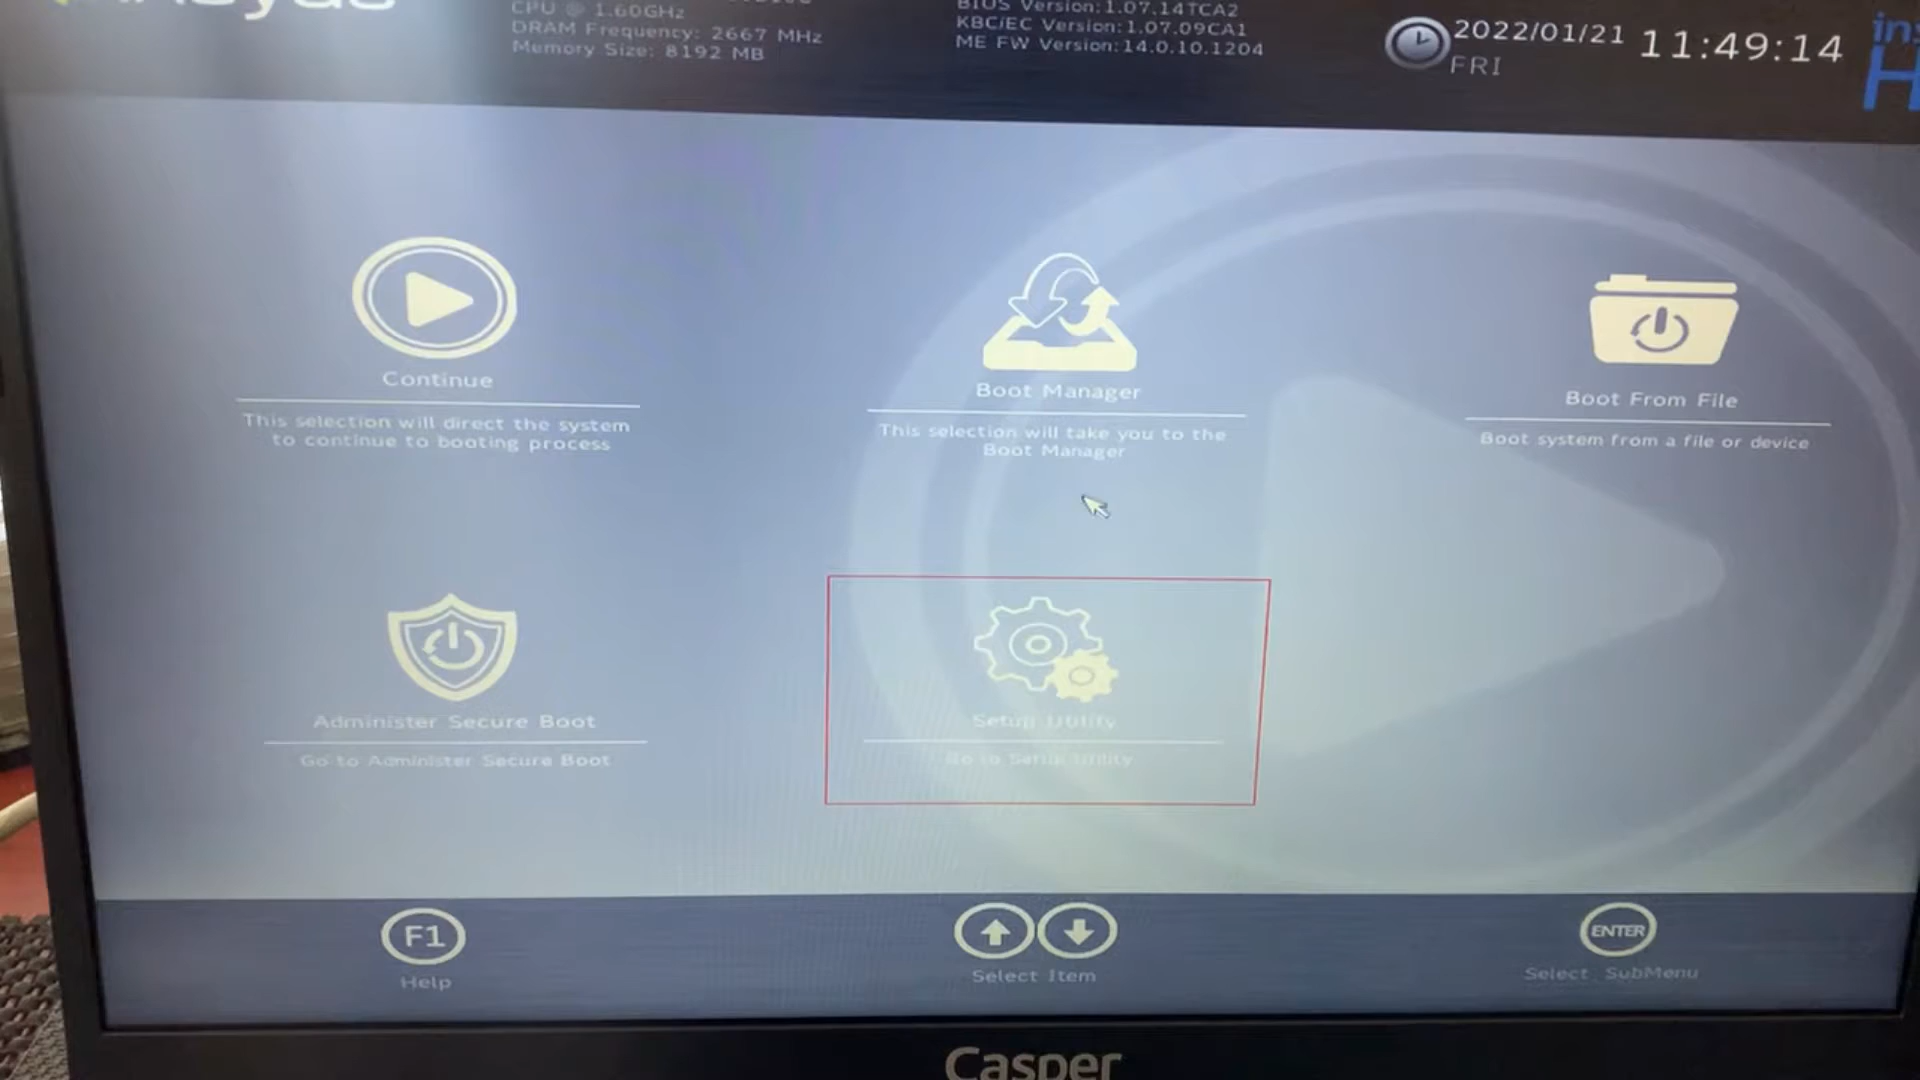 CPU @ 1.60GHz
DRAM Frequency: 2667 MHz
Memory Size: 8192 MB
BIOS Version:1.07.14TCA2
KBC/EC Version:1.07.09CA1
ME FW Version:14.0.10.1204
2022/01/21 11:49:14
FRI
H
Continue
This selection will direct the system
to continue to booting process
Boot Manager
This selection will take you to the
Boot Manager
Boot From File
Boot system from a file or device
Administer Secure Boot
Go to Administer Secure Boot
Setup Utility
Go to Setup Utility
F1
Help
Select Item
ENTER
Select SubMenu
Casper